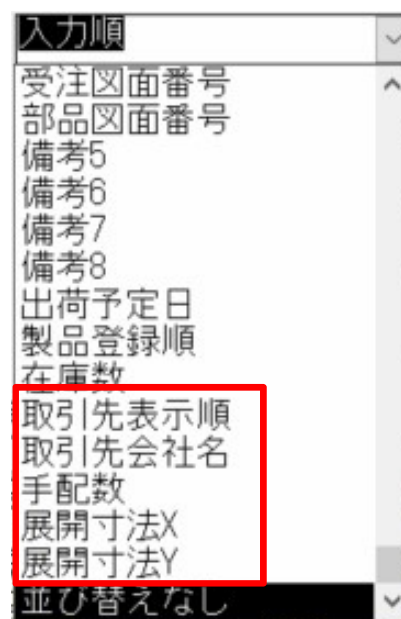 入力順
受注図面番号
部品図面番号
備考5
備考6
備考7
備考8
出荷予定日
製品登録順
在庫数
取引先表示順
取引先会社名
手配数
展開寸法X
展開寸法Y
並び替えなし